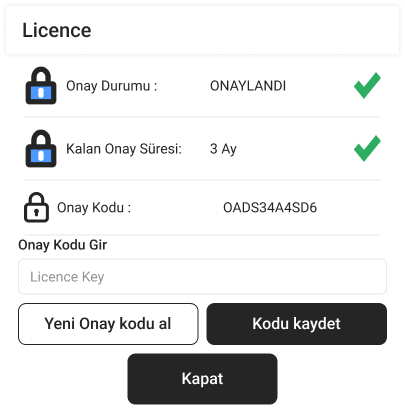 Licence
Onay Durumu : ONAYLANDI
Kalan Onay Süresi: 3 Ay
Onay Kodu : OADS34A4SD6
Onay Kodu Gir
Licence Key
Yeni Onay kodu al Kodu kaydet
Kapat